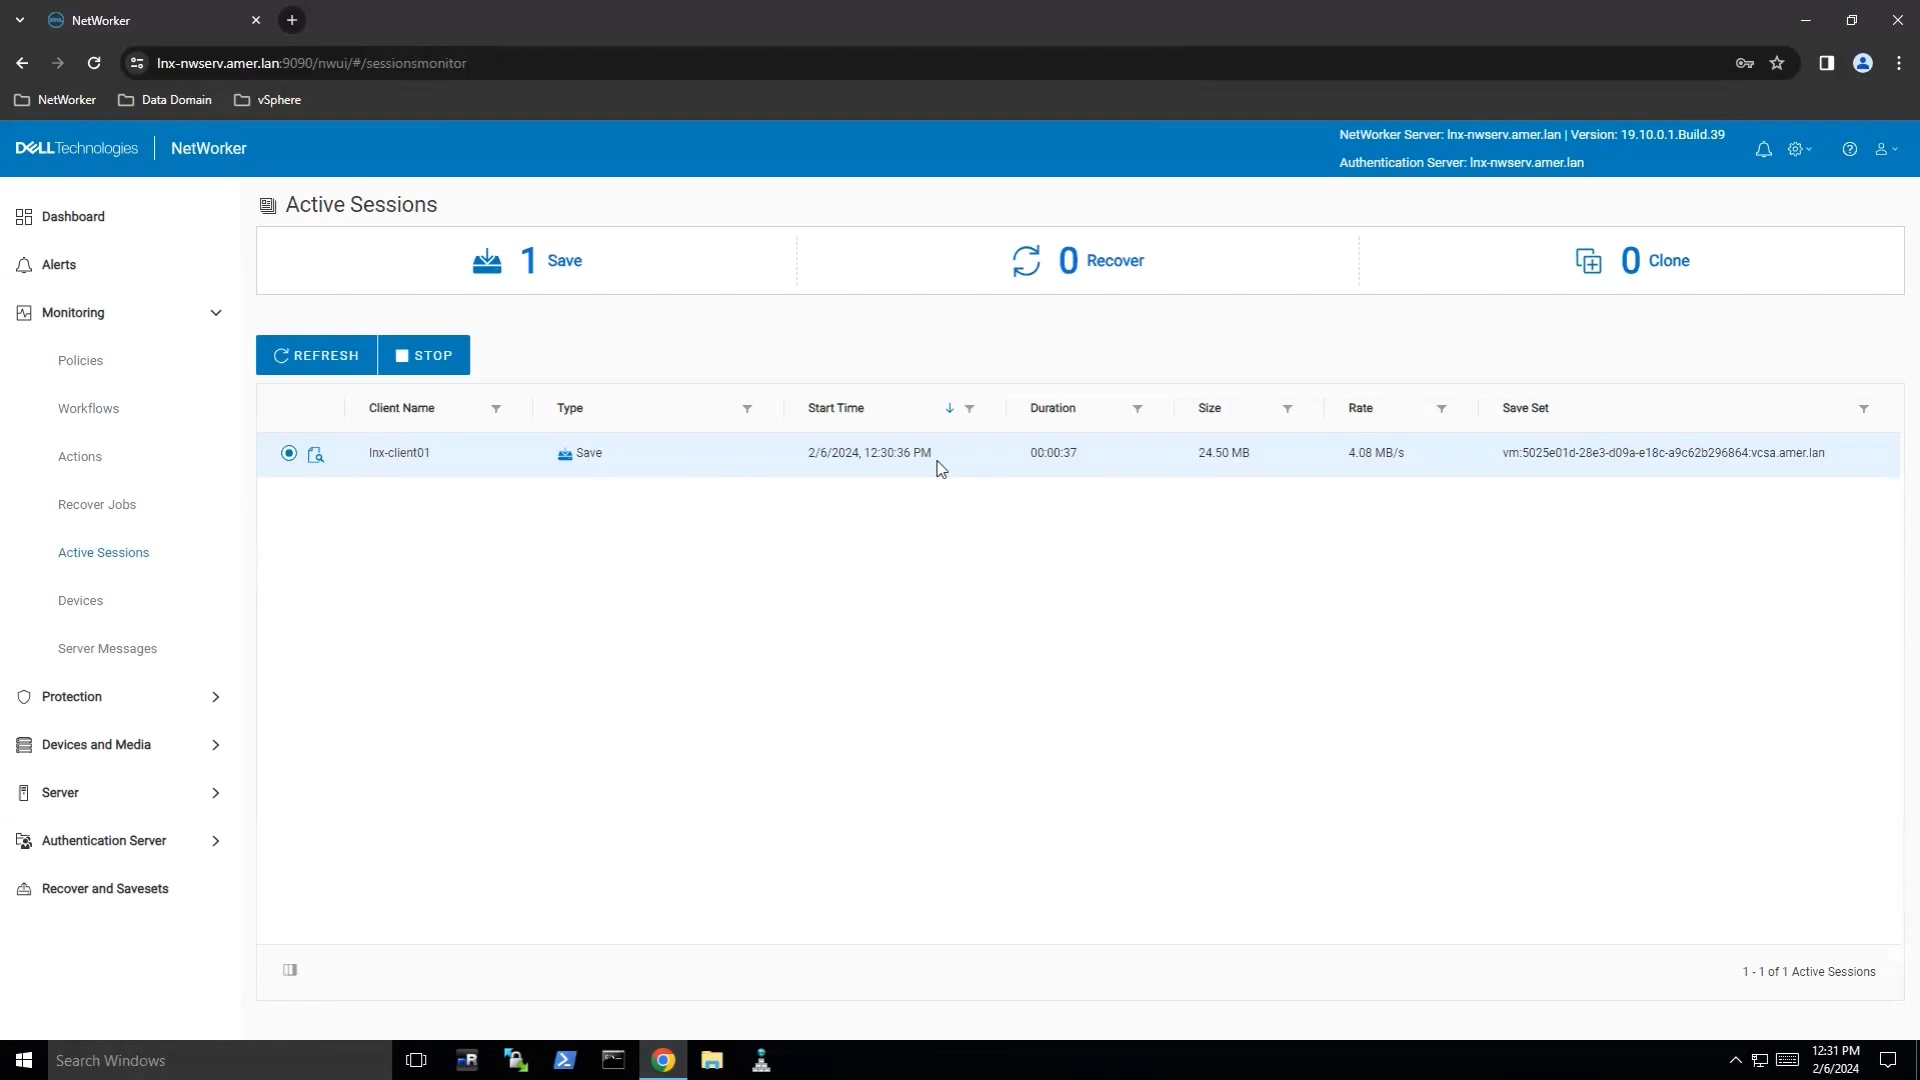 NetWorker
lnx-nwserv.amer.lan:9090/nwui/#/sessionsmonitor
NetWorker Data Domain vSphere
DELLTechnologies NetWorker
NetWorker Server: lnx-nwserv.amer.lan | Version: 19.10.0.1.Build.39
Authentication Server: lnx-nwserv.amer.lan
Dashboard
Alerts
Monitoring
Policies
Workflows
Actions
Recover Jobs
Active Sessions
Devices
Server Messages
Protection
Devices and Media
Server
Authentication Server
Recover and Savesets
Active Sessions
1 Save 0 Recover 0 Clone
REFRESH STOP
Client Name Type Start Time Duration Size Rate Save Set
lnx-client01 Save 2/6/2024, 12:30:36 PM 00:00:37 24.50 MB 4.08 MB/s vm:5025e01d-28e3-d09a-e18c-a9c62b296864:vcsa.amer.lan
1 - 1 of 1 Active Sessions
Search Windows
12:31 PM
2/6/2024